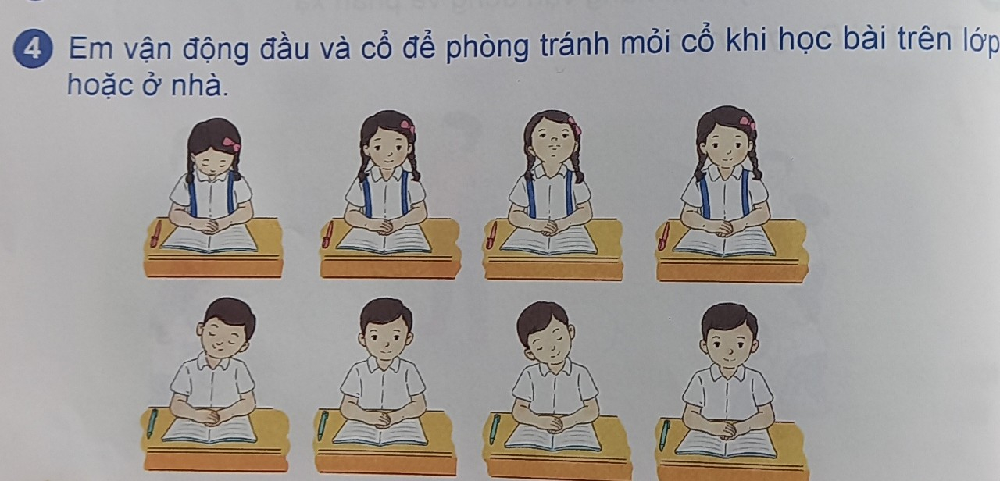 4 Em vận động đầu và cổ để phòng tránh mỏi cổ khi học bài trên lớp
hoặc ở nhà.